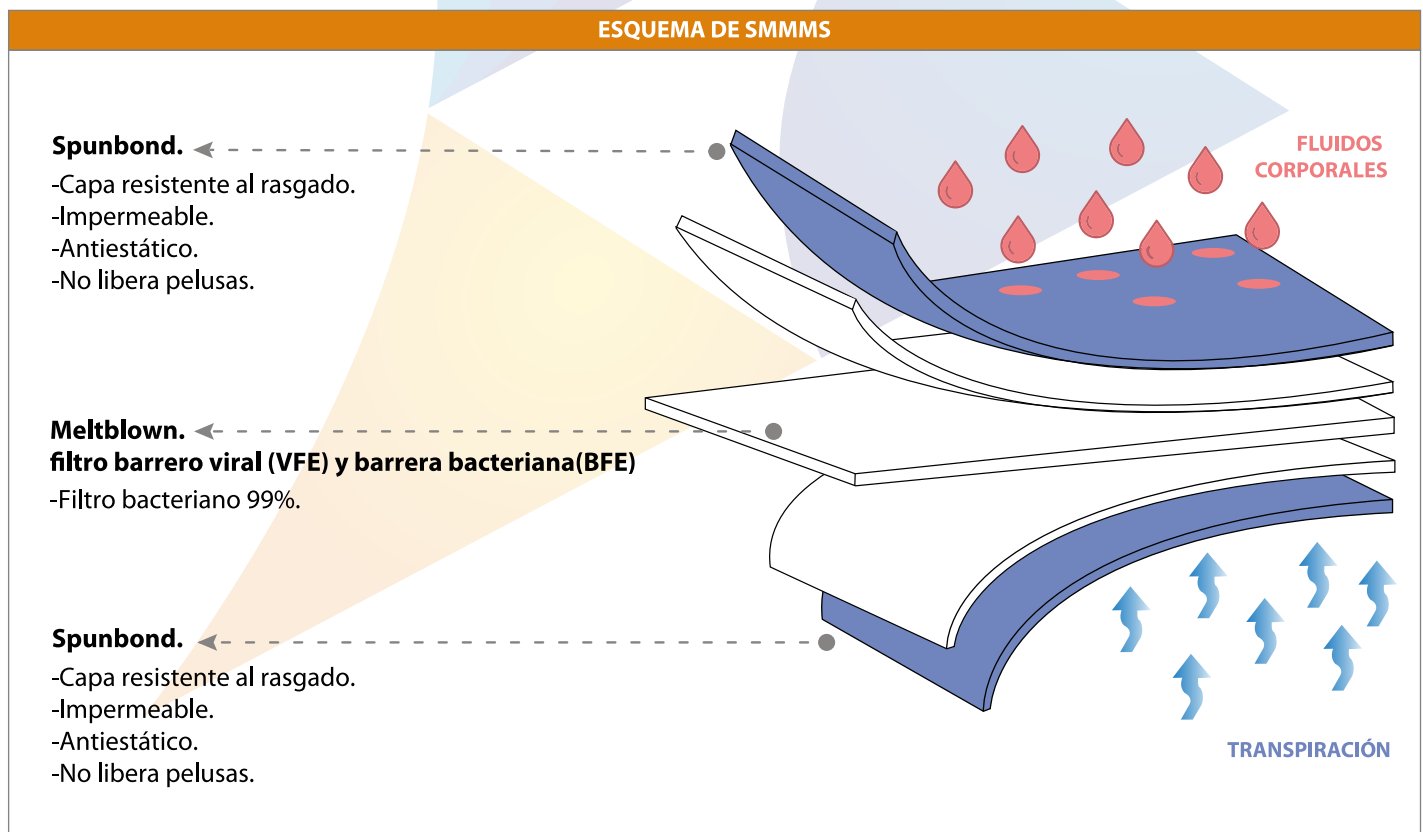 ESQUEMA DE SMMMS
Spunbond.
-Capa resistente al rasgado.
-Impermeable.
-Antiestático.
-No libera pelusas.
FLUIDOS
CORPORALES
Meltblown.
filtro barrero viral (VFE) y barrera bacteriana(BFE)
-Filtro bacteriano 99%.
Spunbond.
-Capa resistente al rasgado.
-Impermeable.
-Antiestático.
-No libera pelusas.
TRANSPIRACIÓN